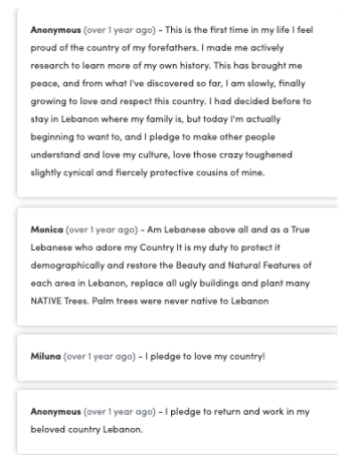 Anonymous (over 1 year ago) - This is the first time in my life I feel
proud of the country of my forefathers. I made me actively
research to learn more of my own history. This has brought me
peace, and from what I've discovered so far, I am slowly, finally
growing to love and respect this country. I had decided before to
stay in Lebanon where my family is, but today I'm actually
beginning to want to, and I pledge to make other people
understand and love my culture, love those crazy toughened
slightly cynical and fiercely protective cousins of mine.
Monica (over 1 year ago) - Am Lebanese above all and as a True
Lebanese who adore my Country It is my duty to protect it
demographically and restore the Beauty and Natural Features of
each area in Lebanon, replace all ugly buildings and plant many
NATIVE Trees. Palm trees were never native to Lebanon
Miluna (over 1 year ago) - I pledge to love my country!
Anonymous (over 1 year ago) - I pledge to return and work in my
beloved country Lebanon.